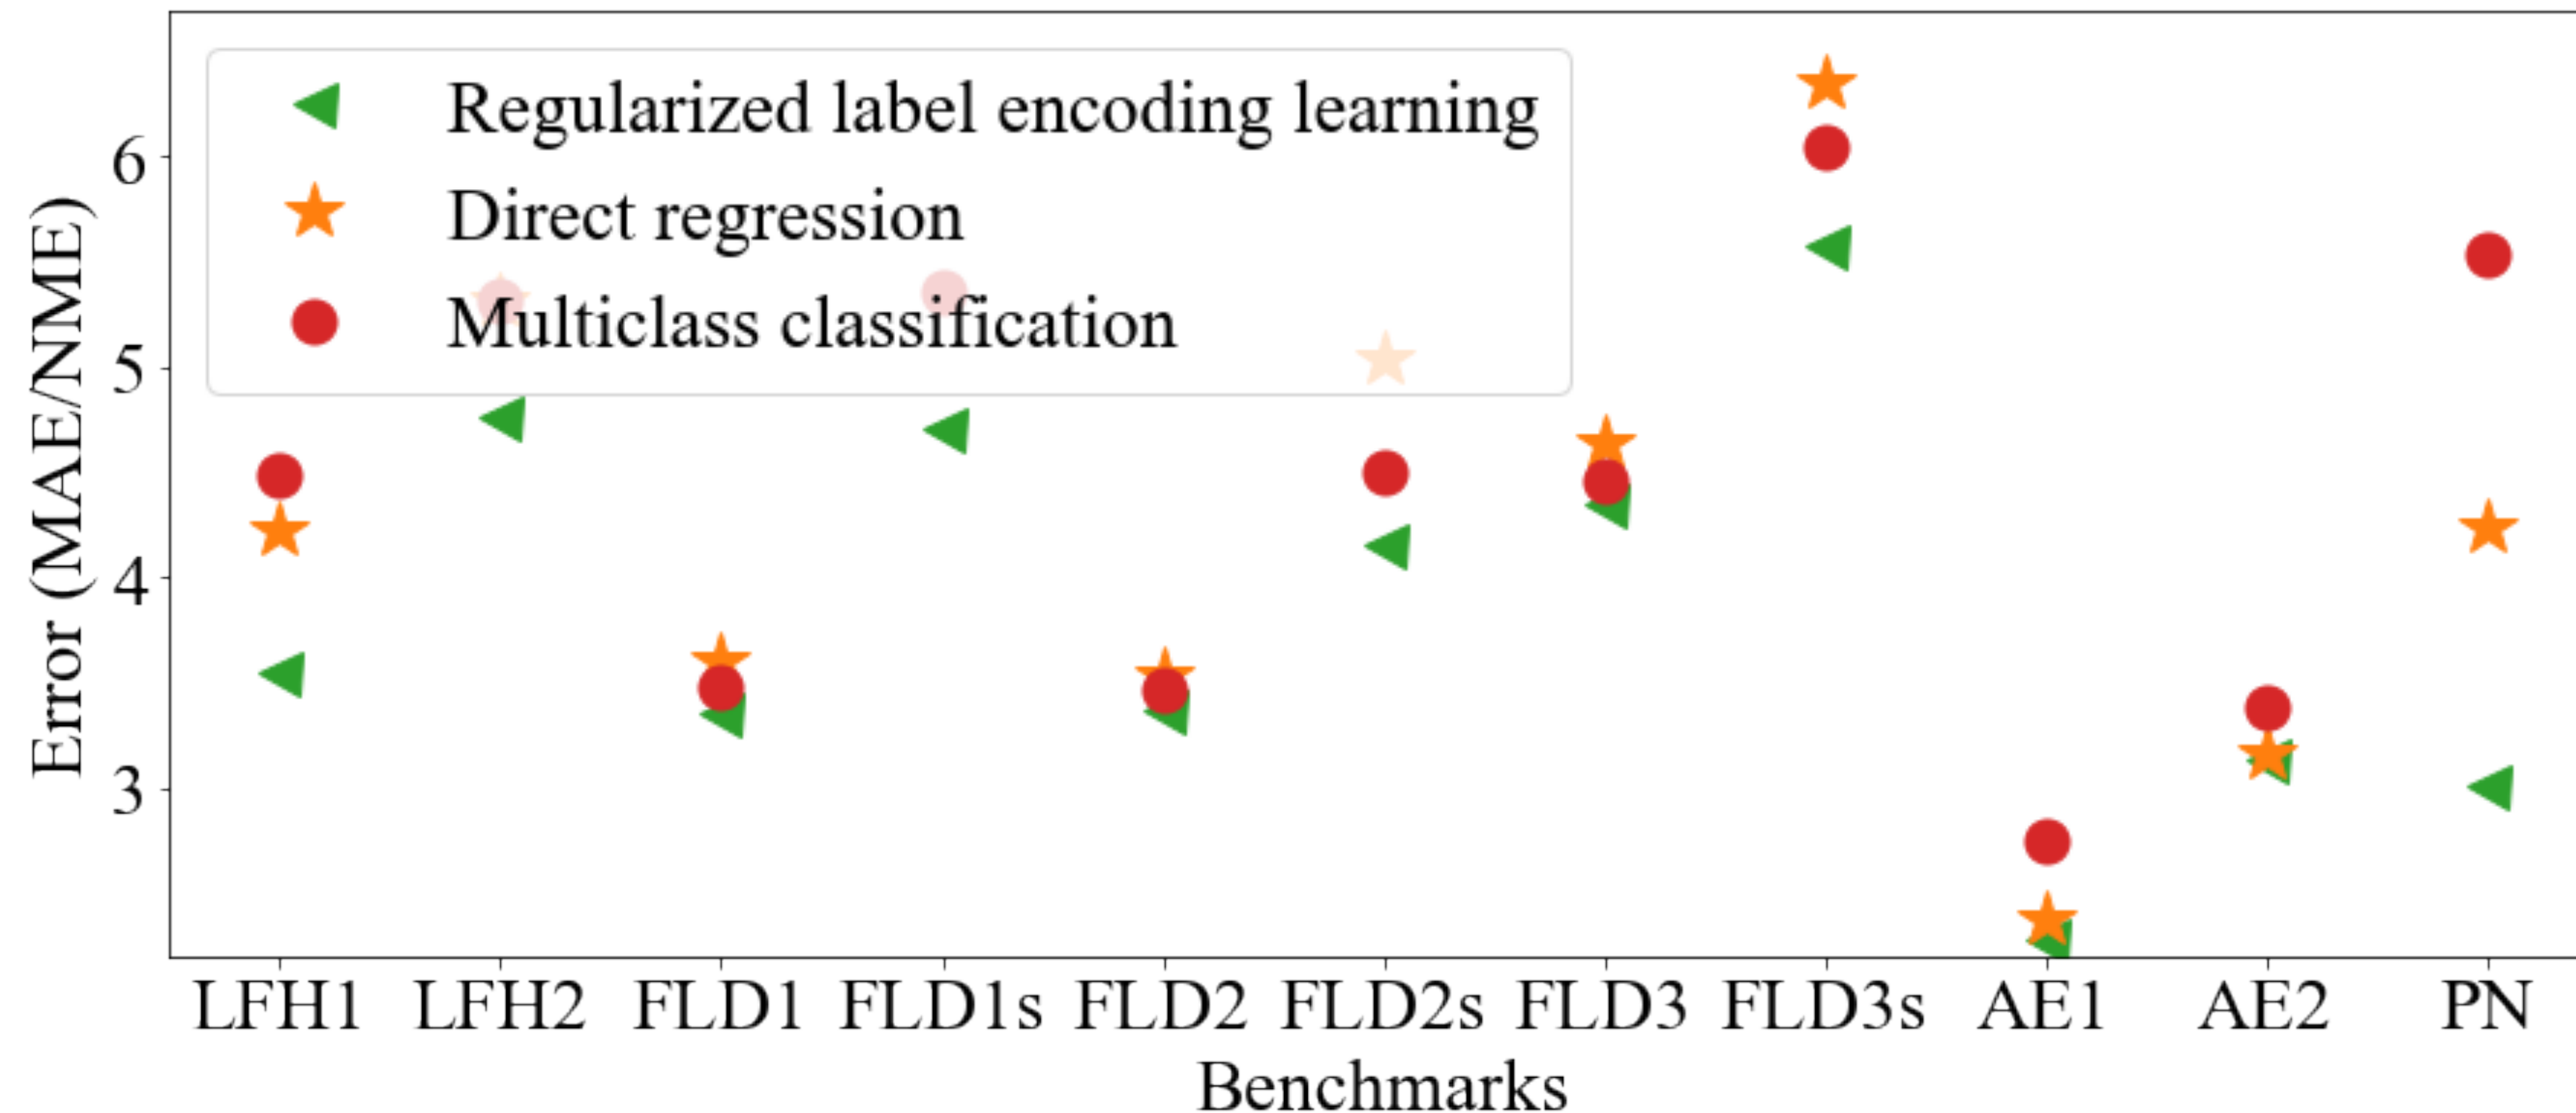 Regularized label encoding learning
Direct regression
Multiclass classification
Error (MAE/NME)
6
5
4
3
LFH1 LFH2 FLD1 FLD1s FLD2 FLD2s FLD3 FLD3s AE1 AE2 PN
Benchmarks